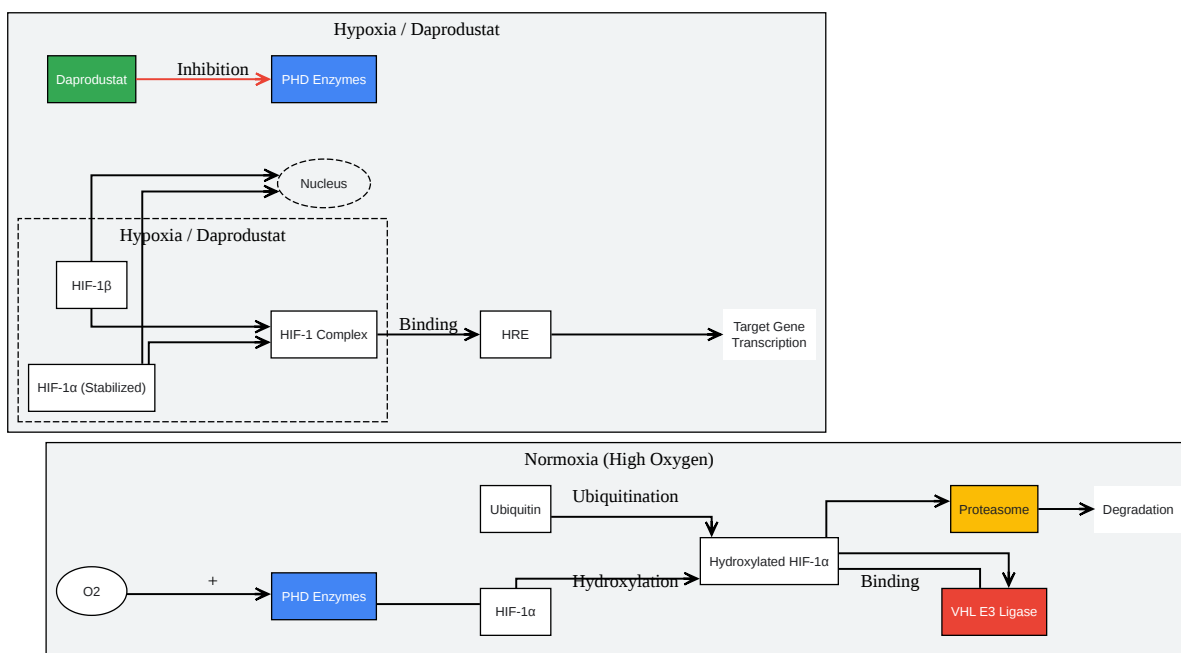 Hypoxia / Daprodustat
Daprodustat
Inhibition
PHD Enzymes
Nucleus
Hypoxia / Daprodustat
HIF-1β
HIF-1 Complex
Binding
HRE
Target Gene
Transcription
HIF-1α (Stabilized)
Normoxia (High Oxygen)
Ubiquitin
Ubiquitination
Proteasome
Degradation
Hydroxylated HIF-1α
O2
+
PHD Enzymes
Hydroxylation
HIF-1α
Binding
VHL E3 Ligase